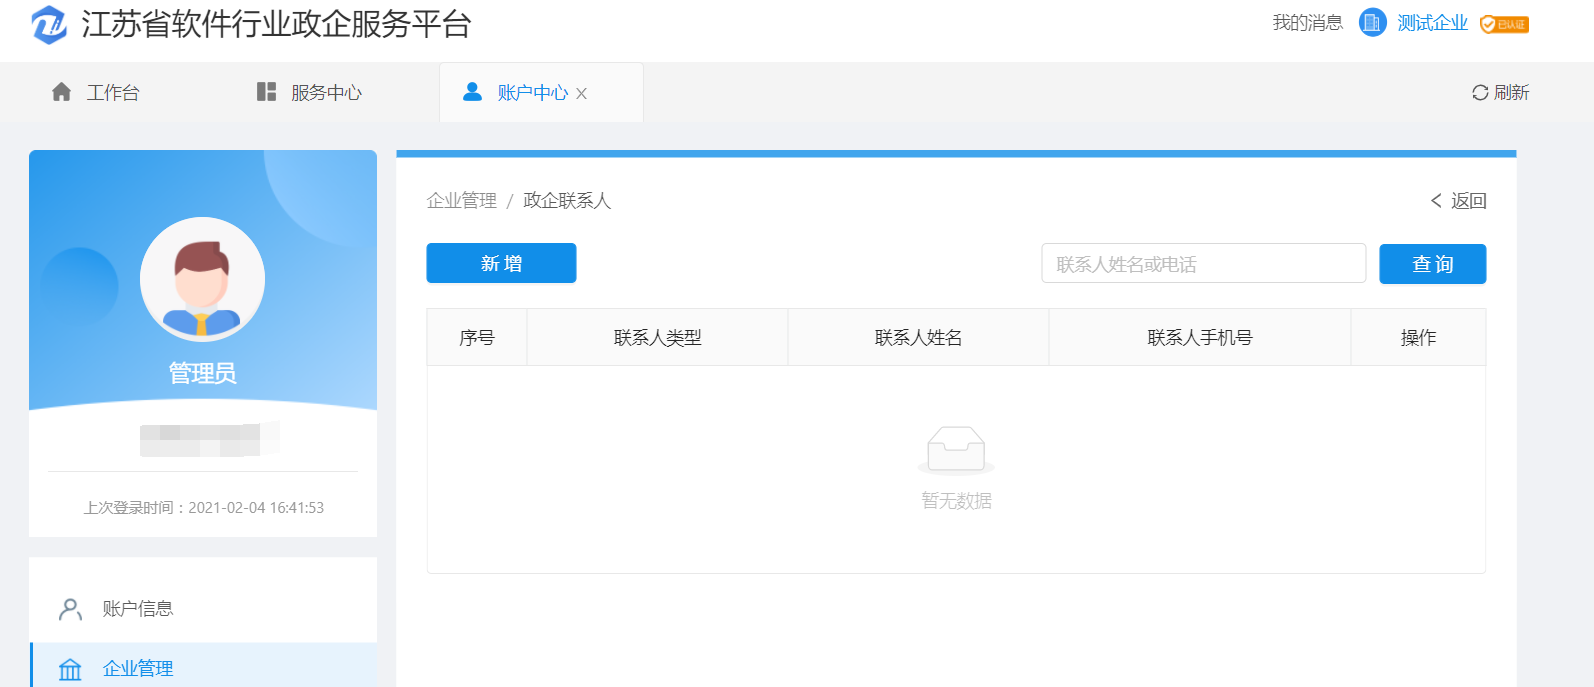 江苏省软件行业政企服务平台
我的消息 测试企业 已认证
工作台 服务中心 账户中心 X 刷新
企业管理 / 政企联系人 < 返回
新增 联系人姓名或电话 查询
序号 联系人类型 联系人姓名 联系人手机号 操作
管理员
暂无数据
上次登录时间：2021-02-04 16:41:53
账户信息
企业管理